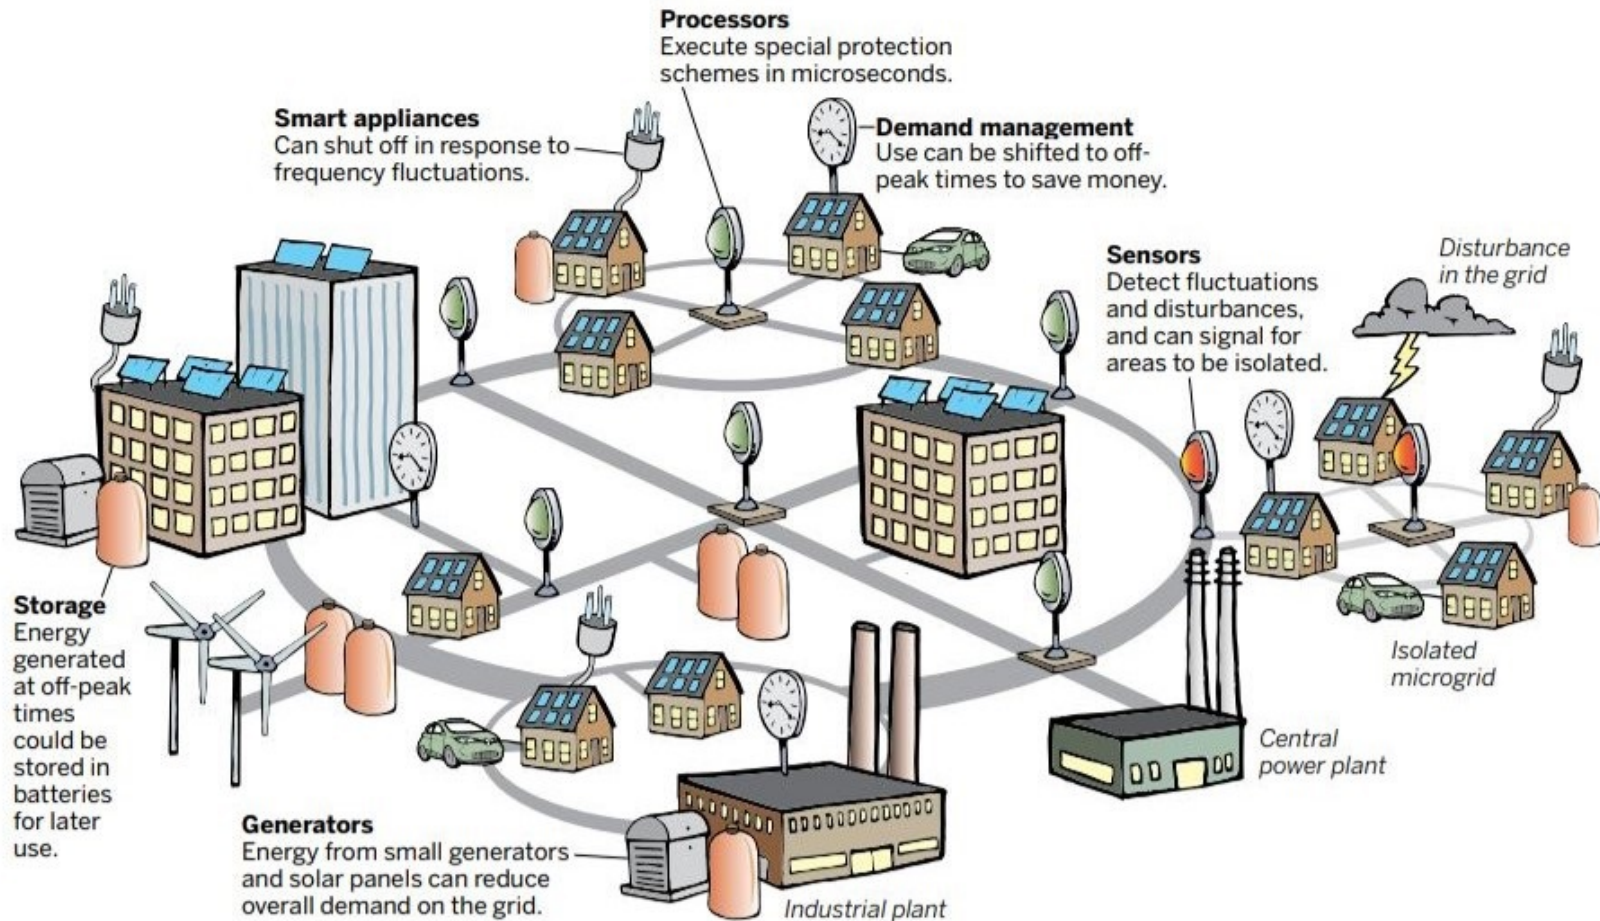 Processors
Execute special protection
schemes in microseconds.
Smart appliances
Can shut off in response to
frequency fluctuations.
Demand management
Use can be shifted to off-
peak times to save money.
Sensors
Detect fluctuations
and disturbances,
and can signal for
areas to be isolated.
Disturbance
in the grid
Storage
Energy
generated
at off-peak
times
could be
stored in
batteries
for later
use.
Isolated
microgrid
Central
power plant
Generators
Energy from small generators
and solar panels can reduce
overall demand on the grid.
Industrial plant